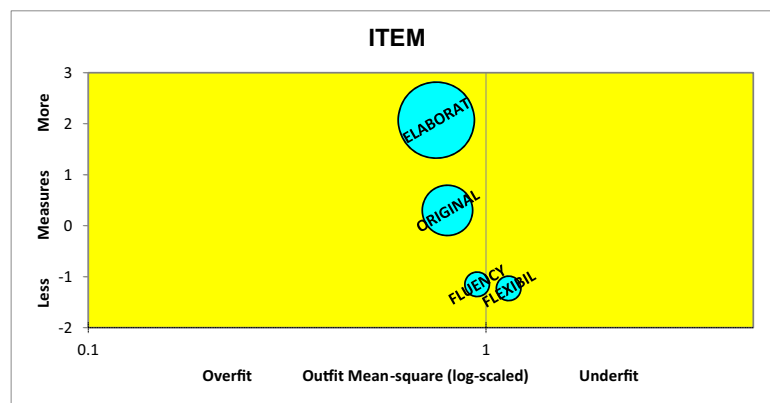 ITEM
More
Measures
Less
3
2
1
0
-1
-2
ELABORAT
ORIGINAL
FLUENCY
FLEXIBIL
0.1
1
Overfit
Outfit Mean-square (log-scaled)
Underfit